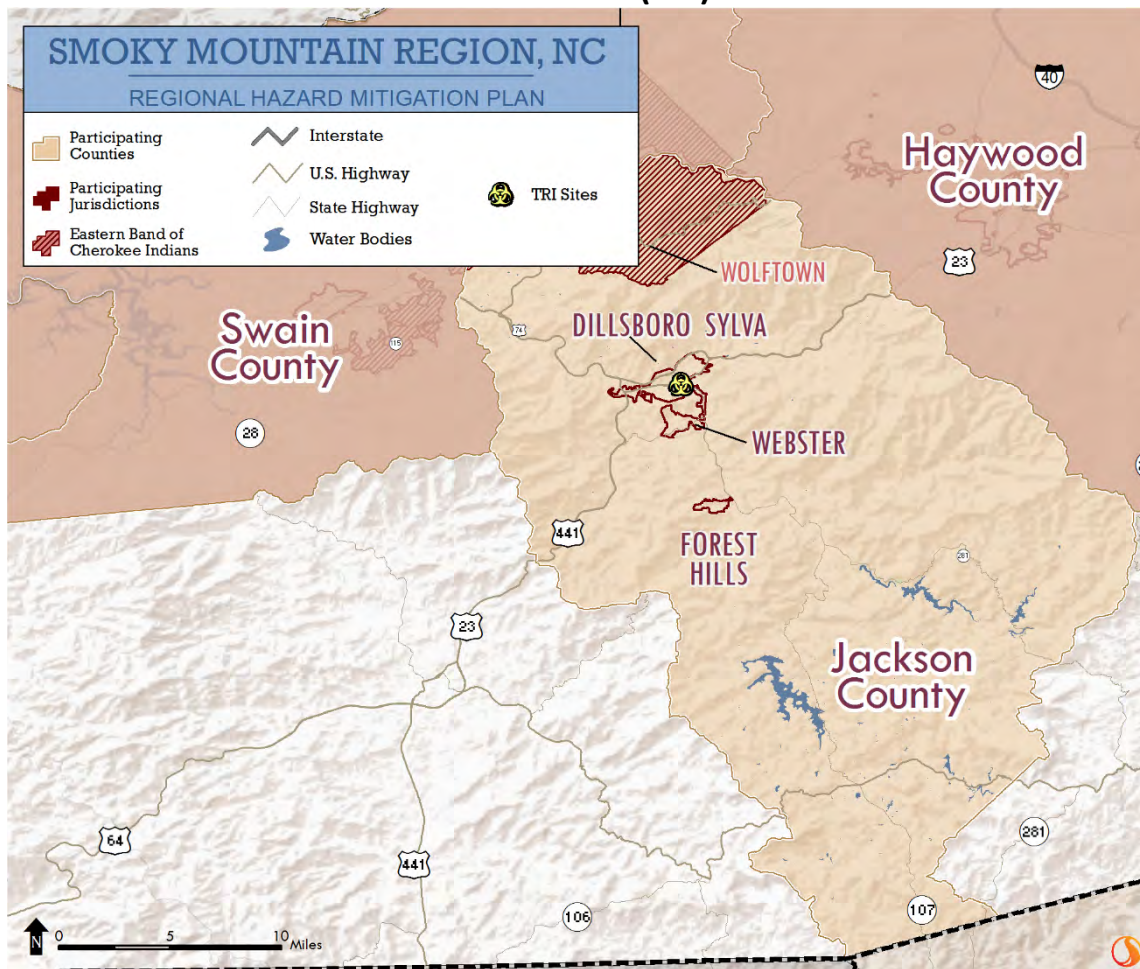 SMOKY MOUNTAIN REGION, NC
REGIONAL HAZARD MITIGATION PLAN
Participating
Counties
Participating
Jurisdictions
Eastern Band of
Cherokee Indians
Interstate
U.S. Highway
State Highway
Water Bodies
TRI Sites
40
Haywood
County
23
WOLFTOWN
DILLSBORO SYLVA
74
Swain
County
115
28
WEBSTER
441
FOREST
HILLS
281
23
Jackson
County
64
441
281
106
107
N
0 5 10
Miles